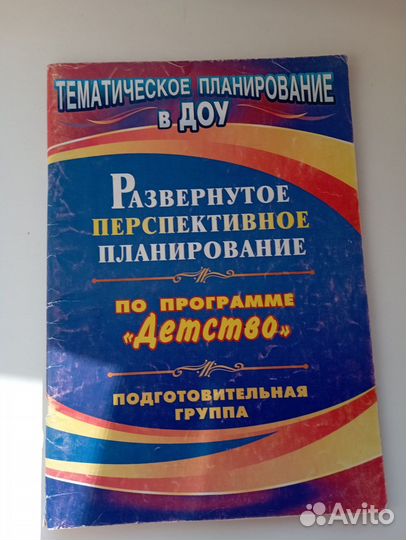 ТЕМАТИЧЕСКОЕ ПЛАНИРОВАНИЕ
В ДОУ
РАЗВЕРНУТОЕ
ПЕРСПЕКТИВНОЕ
ПЛАНИРОВАНИЕ
ПО ПРОГРАММЕ
«Детство»
ПОДГОТОВИТЕЛЬНАЯ
ГРУППА
Avito